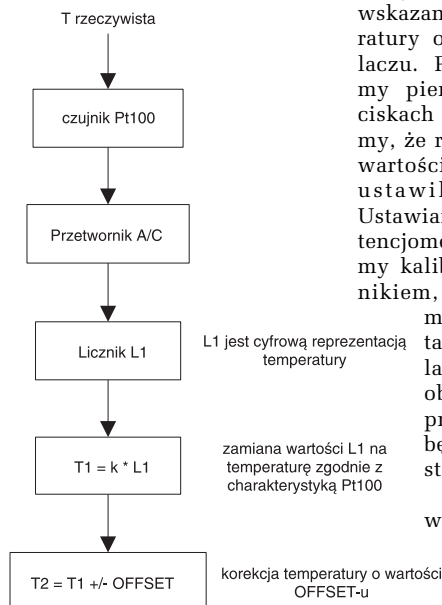 T rzeczywista
czujnik Pt100
Przetwornik A/C
Licznik L1
L1 jest cyfrową reprezentacją
temperatury
T1 = k * L1
zamiana wartości L1 na
temperaturę zgodnie z
charakterystyką Pt100
T2 = T1 +/- OFFSET
korekcja temperatury o wartości
OFFSET-u
wskazan
ratury o
laczu. P
my pier
ciskach
my, że r
wartości
ustawil
Ustawia
tencjome
my kalib
nikiem,
m
ta
la
ob
pr
bę
st
w